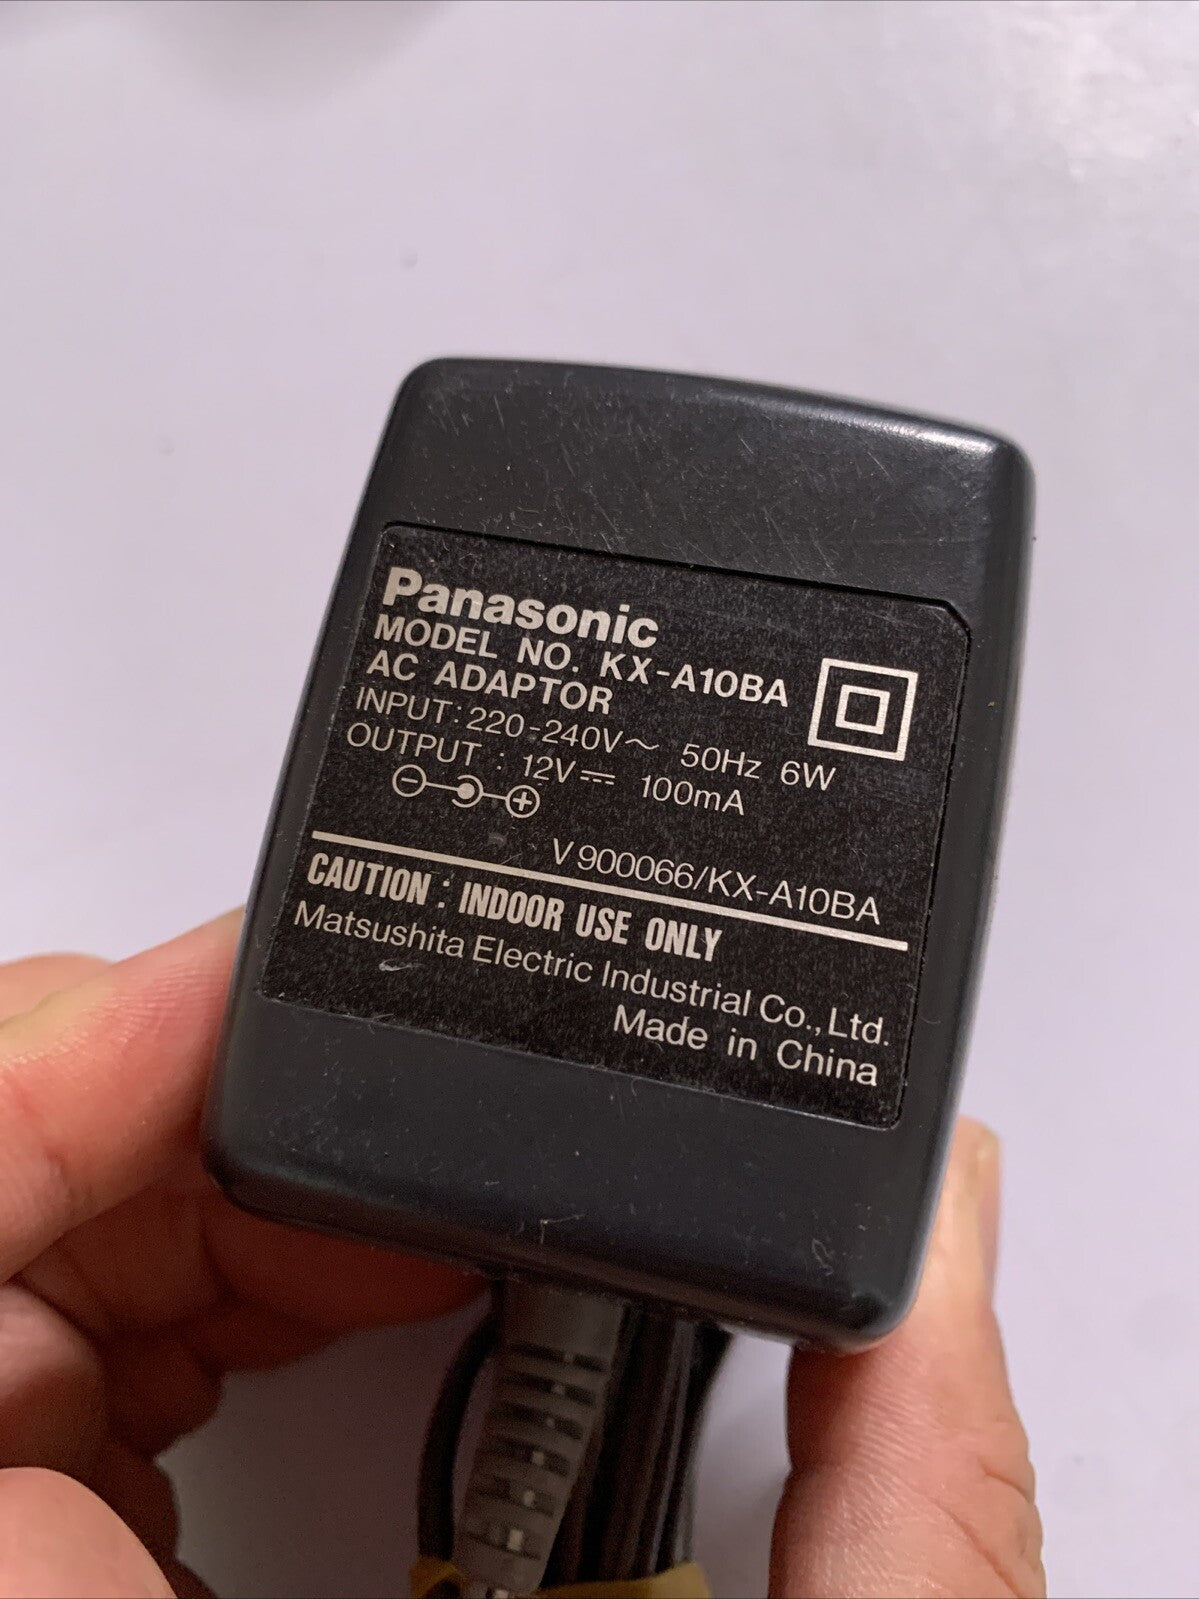 Panasonic
MODEL NO. KX-A10BA
AC ADAPTOR
INPUT: 220-240V~ 50Hz 6W
OUTPUT : 12V⎓ 100mA
V900066/KX-A10BA
CAUTION : INDOOR USE ONLY
Matsushita Electric Industrial Co., Ltd.
Made in China